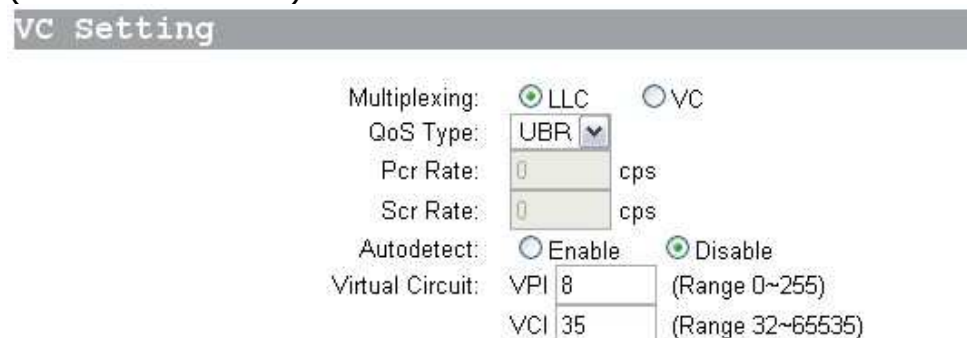 VC Setting
Multiplexing: LLC VC
QoS Type: UBR
Pcr Rate: 0 cps
Scr Rate: 0 cps
Autodetect: Enable Disable
Virtual Circuit: VPI 8 (Range 0~255)
VCI 35 (Range 32~65535)